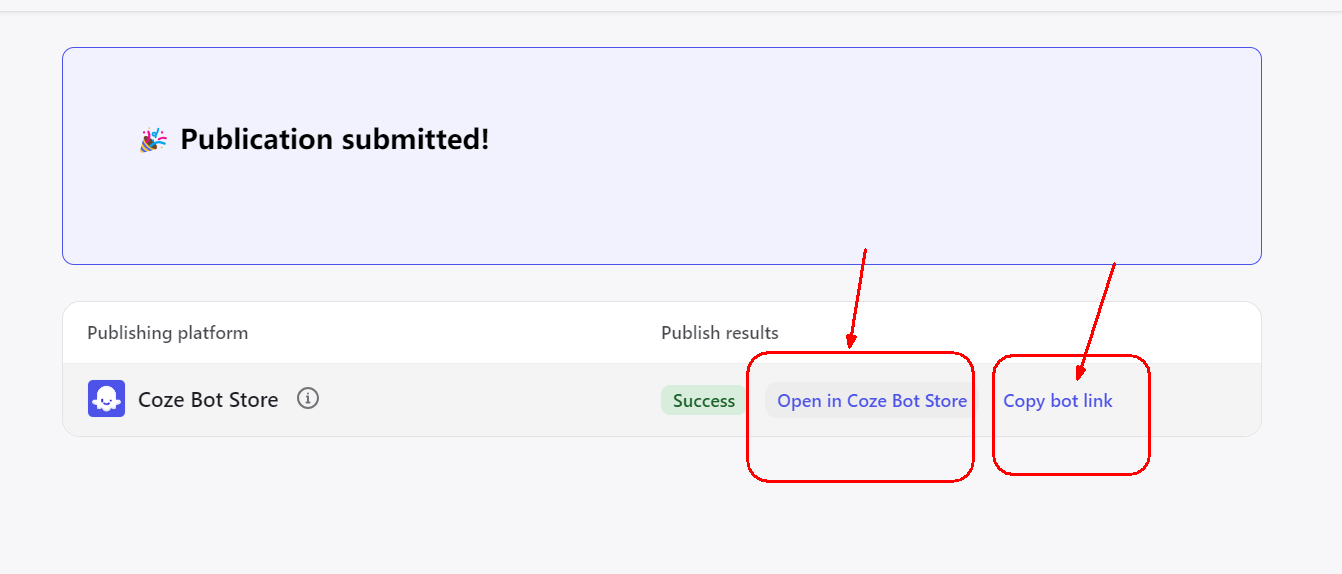 🎉 Publication submitted!
Publishing platform Publish results
Coze Bot Store Success Open in Coze Bot Store Copy bot link